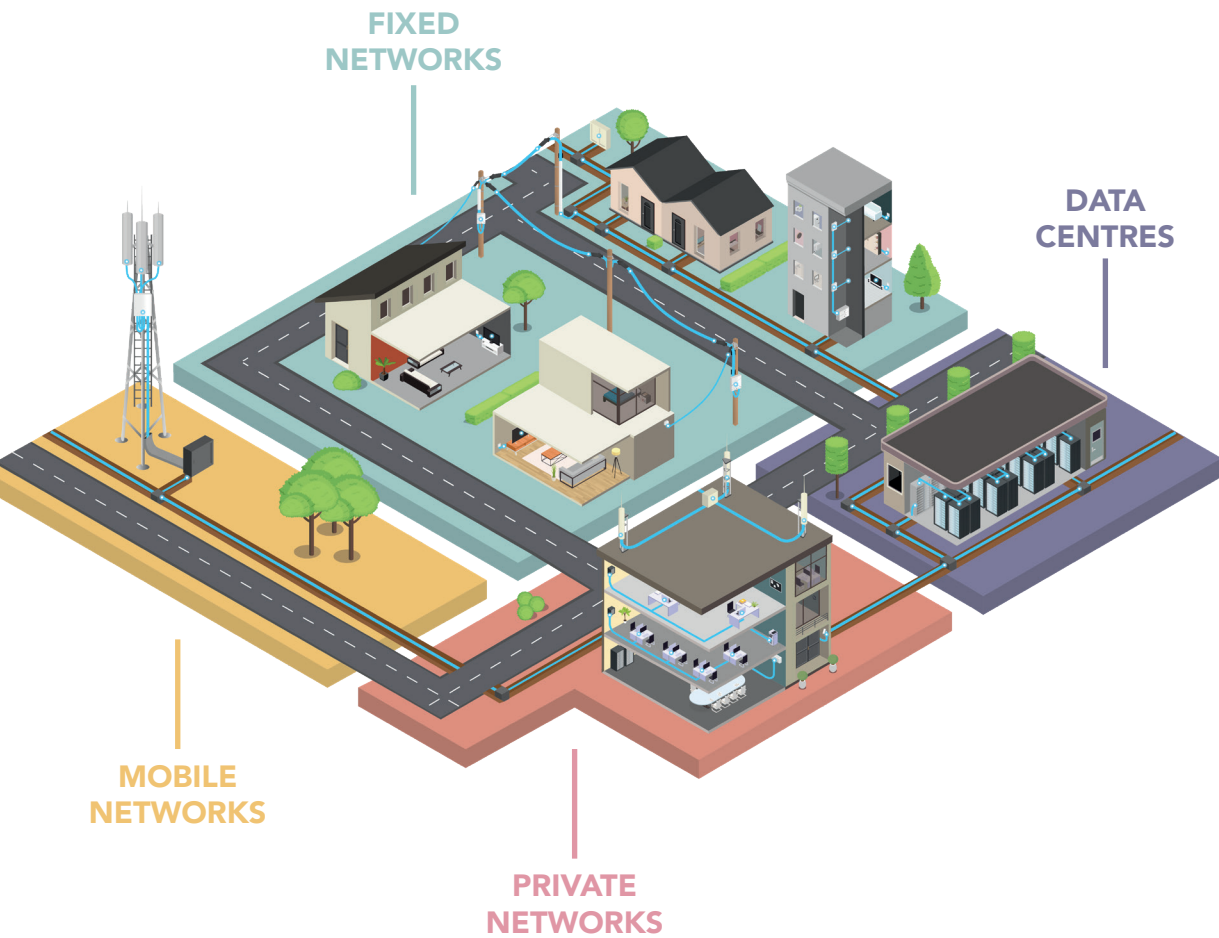 FIXED
NETWORKS
DATA
CENTRES
MOBILE
NETWORKS
PRIVATE
NETWORKS